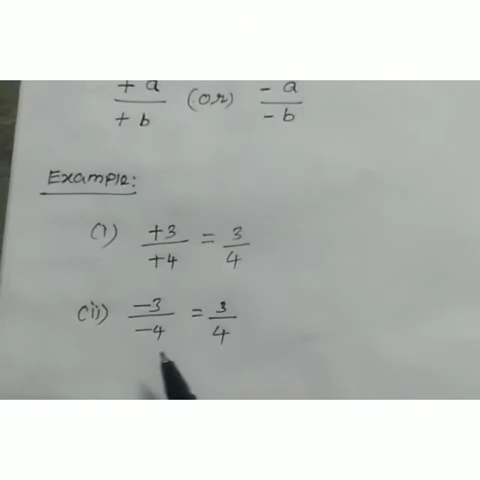 +a/+b (or) -a/-b
Example:
(i) +3/+4 = 3/4
(ii) -3/-4 = 3/4